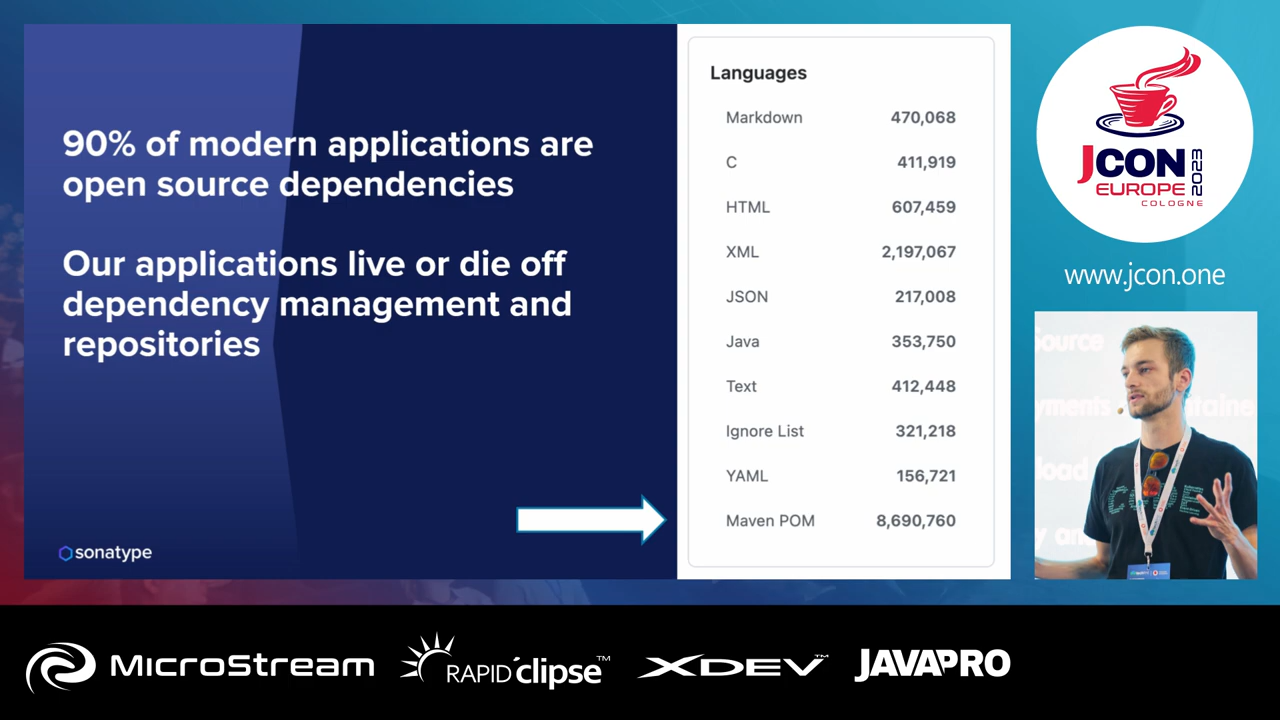 90% of modern applications are
open source dependencies
Our applications live or die off
dependency management and
repositories
sonatype
Languages
Markdown 470,068
C 411,919
HTML 607,459
XML 2,197,067
JSON 217,008
Java 353,750
Text 412,448
Ignore List 321,218
YAML 156,721
Maven POM 8,690,760
JCON
EUROPE
2023
COLOGNE
www.jcon.one
Source
MicroStream
RAPIDclipse™
XDEV™
JAVAPRO